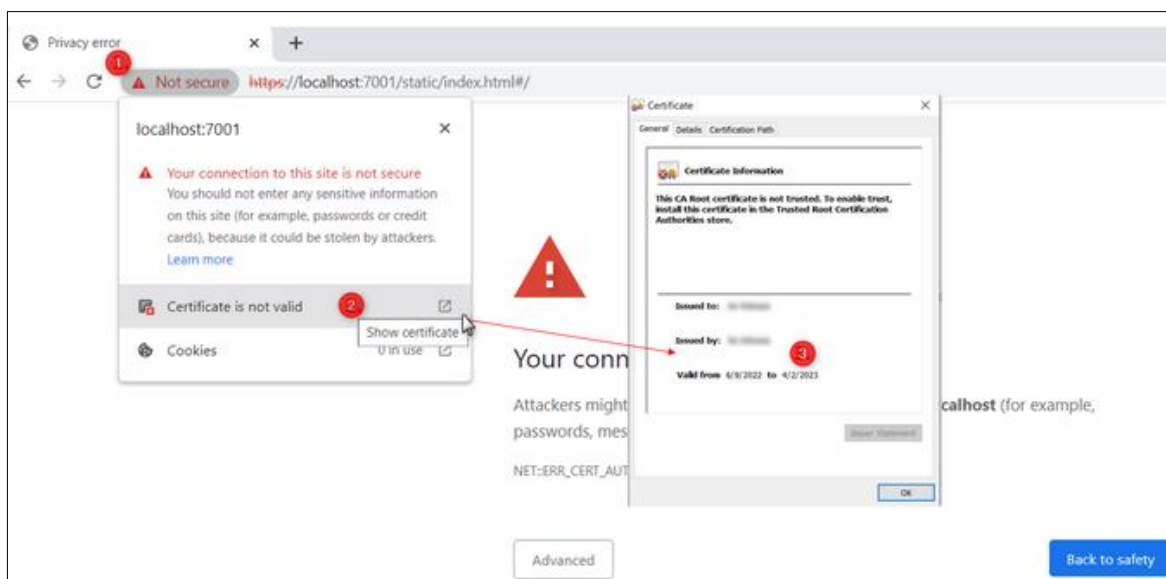 Privacy error
1
Not secure
https://localhost:7001/static/index.html#/
localhost:7001
Your connection to this site is not secure
You should not enter any sensitive information
on this site (for example, passwords or credit
cards), because it could be stolen by attackers.
Learn more
Certificate is not valid
2
Show certificate
Cookies
0 in use
Certificate
General Details Certification Path
Certificate Information
This CA Root certificate is not trusted. To enable trust,
install this certificate in the Trusted Root Certification
Authorities store.
Issued to:
Issued by:
3
Valid from 6/8/2022 to 4/2/2023
Issuer Statement
OK
Your conn
Attackers might
calhost (for example,
passwords, mes
NET::ERR_CERT_AUT
Advanced
Back to safety